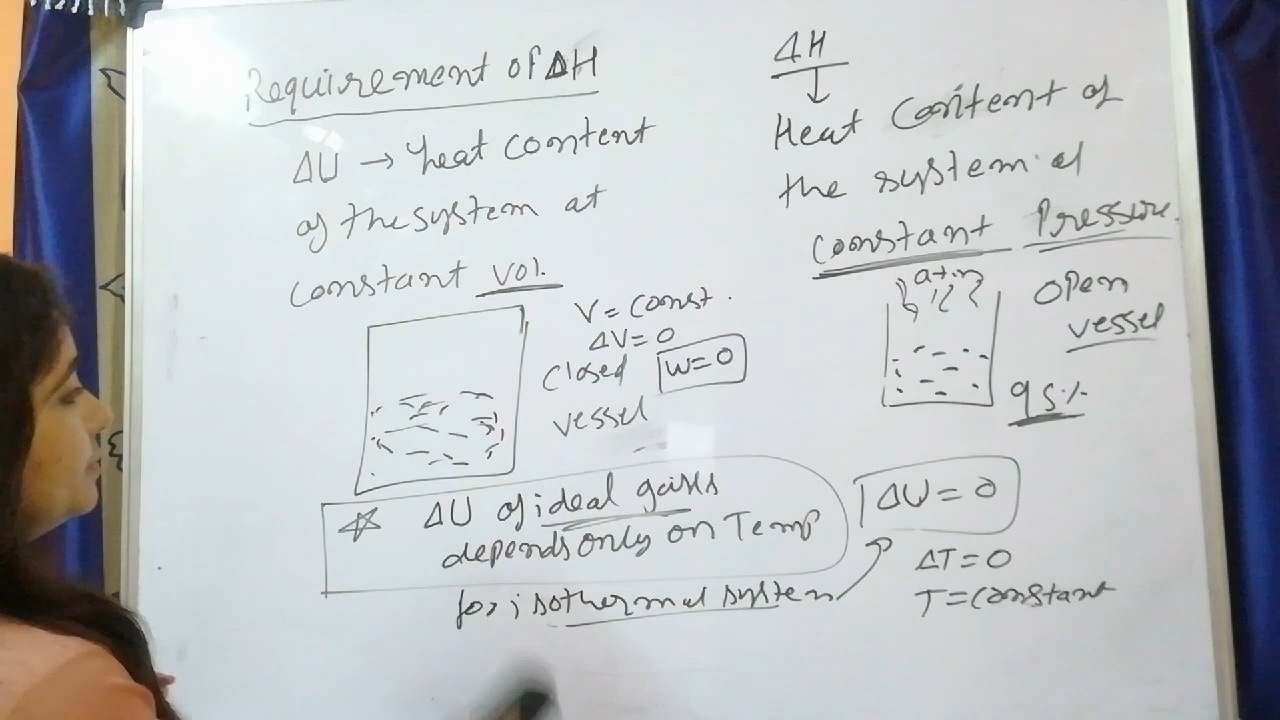 Requirement of ΔH
ΔU → heat content
of the system at
constant vol.
V = const.
ΔV = 0
closed W = 0
vessel
ΔH
↓
Heat Content of
the system at
constant Pressure.
atm
open
vessel
95%
☆ ΔU of ideal gases
depends only on Temp
for isothermal system
ΔU = 0
ΔT = 0
T = constant